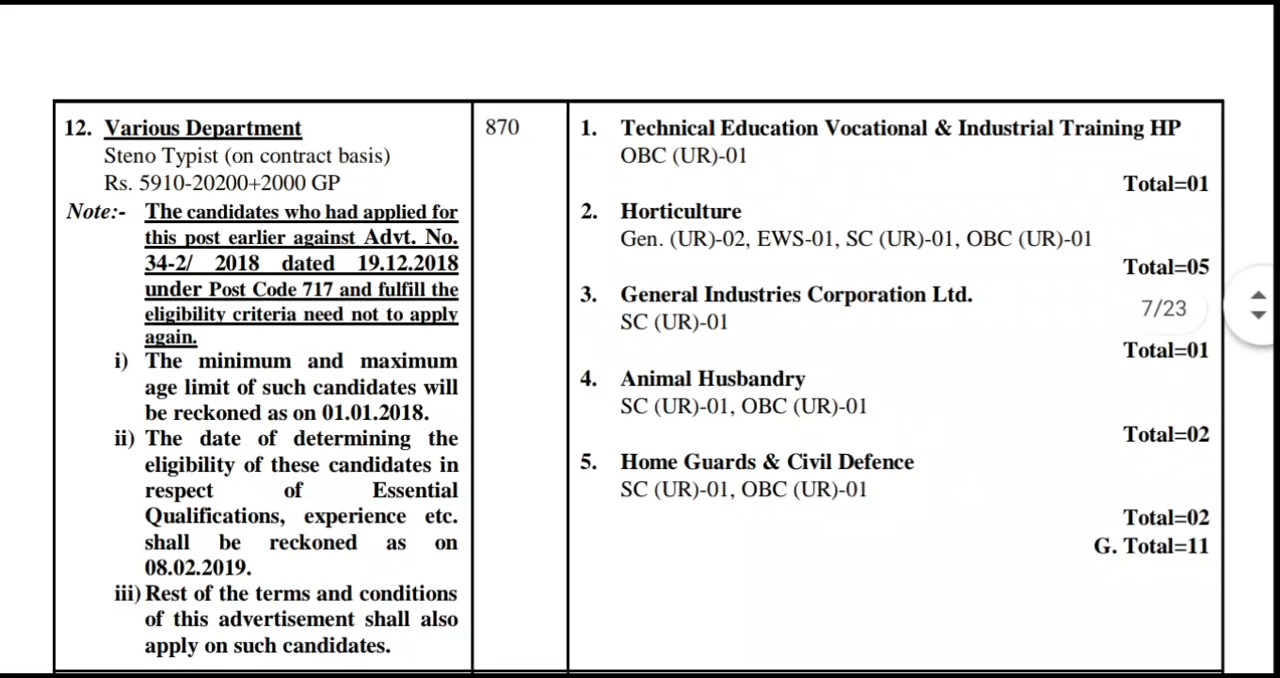 12. Various Department
Steno Typist (on contract basis)
Rs. 5910-20200+2000 GP
Note:- The candidates who had applied for
this post earlier against Advt. No.
34-2/ 2018 dated 19.12.2018
under Post Code 717 and fulfill the
eligibility criteria need not to apply
again.
i) The minimum and maximum
age limit of such candidates will
be reckoned as on 01.01.2018.
ii) The date of determining the
eligibility of these candidates in
respect of Essential
Qualifications, experience etc.
shall be reckoned as on
08.02.2019.
iii) Rest of the terms and conditions
of this advertisement shall also
apply on such candidates.
870
1. Technical Education Vocational & Industrial Training HP
OBC (UR)-01
Total=01
2. Horticulture
Gen. (UR)-02, EWS-01, SC (UR)-01, OBC (UR)-01
Total=05
3. General Industries Corporation Ltd.
SC (UR)-01
Total=01
4. Animal Husbandry
SC (UR)-01, OBC (UR)-01
Total=02
5. Home Guards & Civil Defence
SC (UR)-01, OBC (UR)-01
Total=02
G. Total=11
7/23